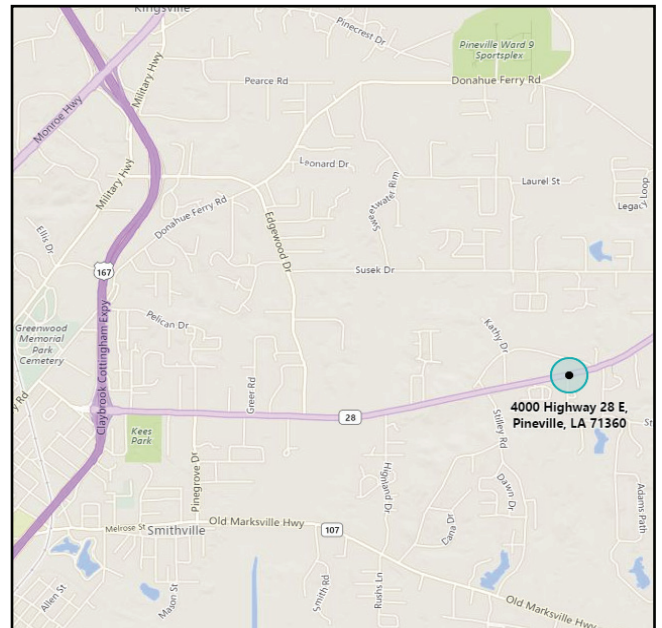 Kingsville
Pinecrest Dr
Pineville Ward 9
Sportsplex
Pearce Rd
Donahue Ferry Rd
Military Hwy
Monroe Hwy
Military Hwy
Leonard Dr
Laurel St
Sweetwater Rim
Legacy Loop
Donahue Ferry Rd
Edgewood Dr
Ellis Dr
167
Susek Dr
Pelican Dr
Greenwood
Memorial
Park
Cemetery
Claybrook Cottingham Expy
Kathy Dr
Greer Rd
y Rd
28
4000 Highway 28 E,
Pineville, LA 71360
Kees
Park
Stilley Rd
St
Pinegrove Dr
Highland Dr
Dawn Dr
Adams Path
Cana Dr
Melrose St
Smithville
Old Marksville Hwy
107
Allen St
Mason St
Smith Rd
Rushs Ln
Old Marksville Hwy